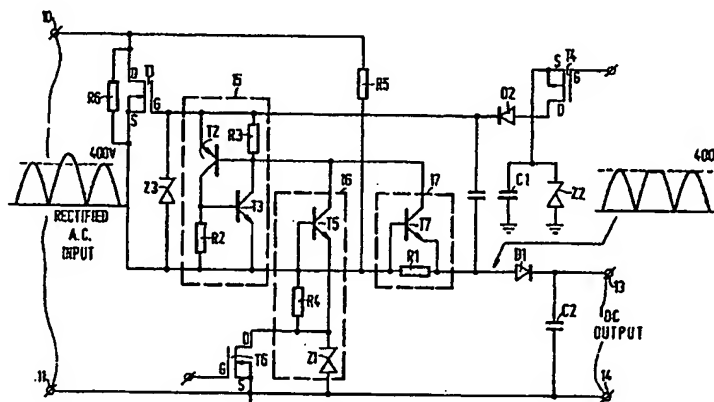 10
R6
D
T1
G
S
15
R5
S
T4
G
D
D2
400V
RECTIFIED
A.C.
INPUT
Z3
T2
R3
T3
R2
16
T5
R4
Z1
17
T7
R1
C1
Z2
400
D1
13
C2
DC
OUTPUT
D
T6
G
S
11
14